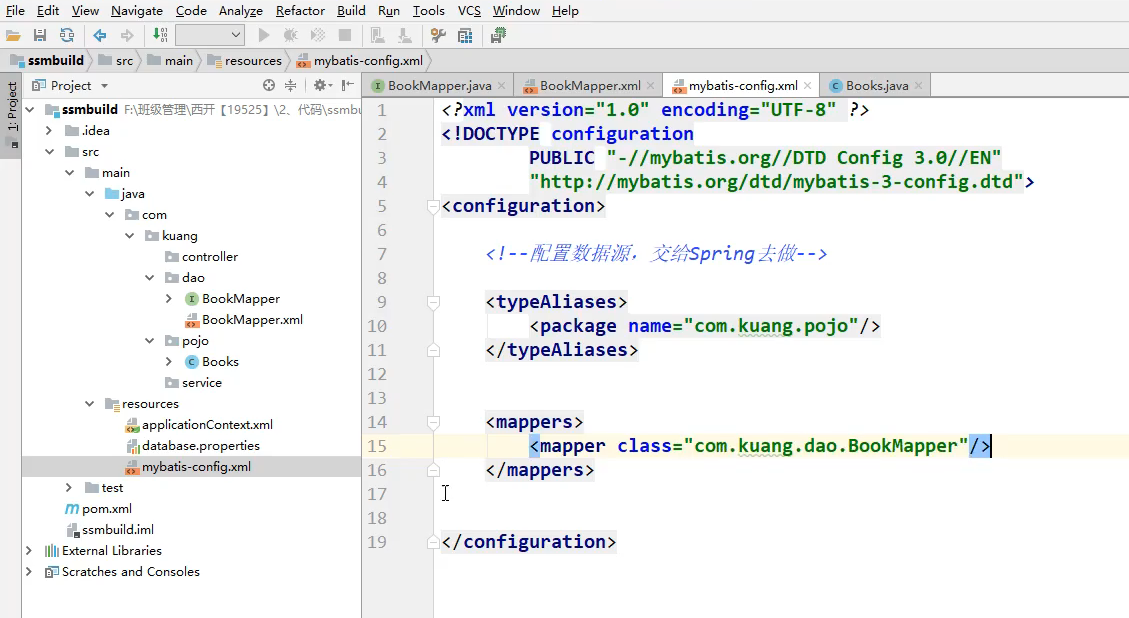 File Edit View Navigate Code Analyze Refactor Build Run Tools VCS Window Help
ssmbuild src main resources mybatis-config.xml
1: Project
Project
BookMapper.java BookMapper.xml mybatis-config.xml Books.java
ssmbuild F:\班级管理\西开【19525】\2、代码\ssmbu
.idea
src
main
java
com
kuang
controller
dao
BookMapper
BookMapper.xml
pojo
Books
service
resources
applicationContext.xml
database.properties
mybatis-config.xml
test
pom.xml
ssmbuild.iml
External Libraries
Scratches and Consoles
1 <?xml version="1.0" encoding="UTF-8" ?>
2 <!DOCTYPE configuration
3 PUBLIC "-//mybatis.org//DTD Config 3.0//EN"
4 "http://mybatis.org/dtd/mybatis-3-config.dtd">
5 <configuration>
6
7 <!--配置数据源，交给Spring去做-->
8
9 <typeAliases>
10 <package name="com.kuang.pojo"/>
11 </typeAliases>
12
13
14 <mappers>
15 <mapper class="com.kuang.dao.BookMapper"/>
16 </mappers>
17
18
19 </configuration>